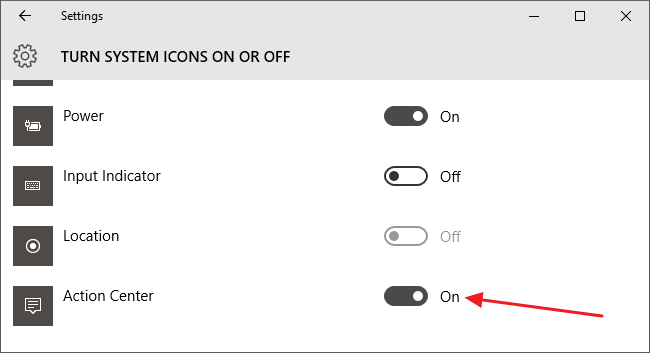 Settings
TURN SYSTEM ICONS ON OR OFF
Power On
Input Indicator Off
Location Off
Action Center On